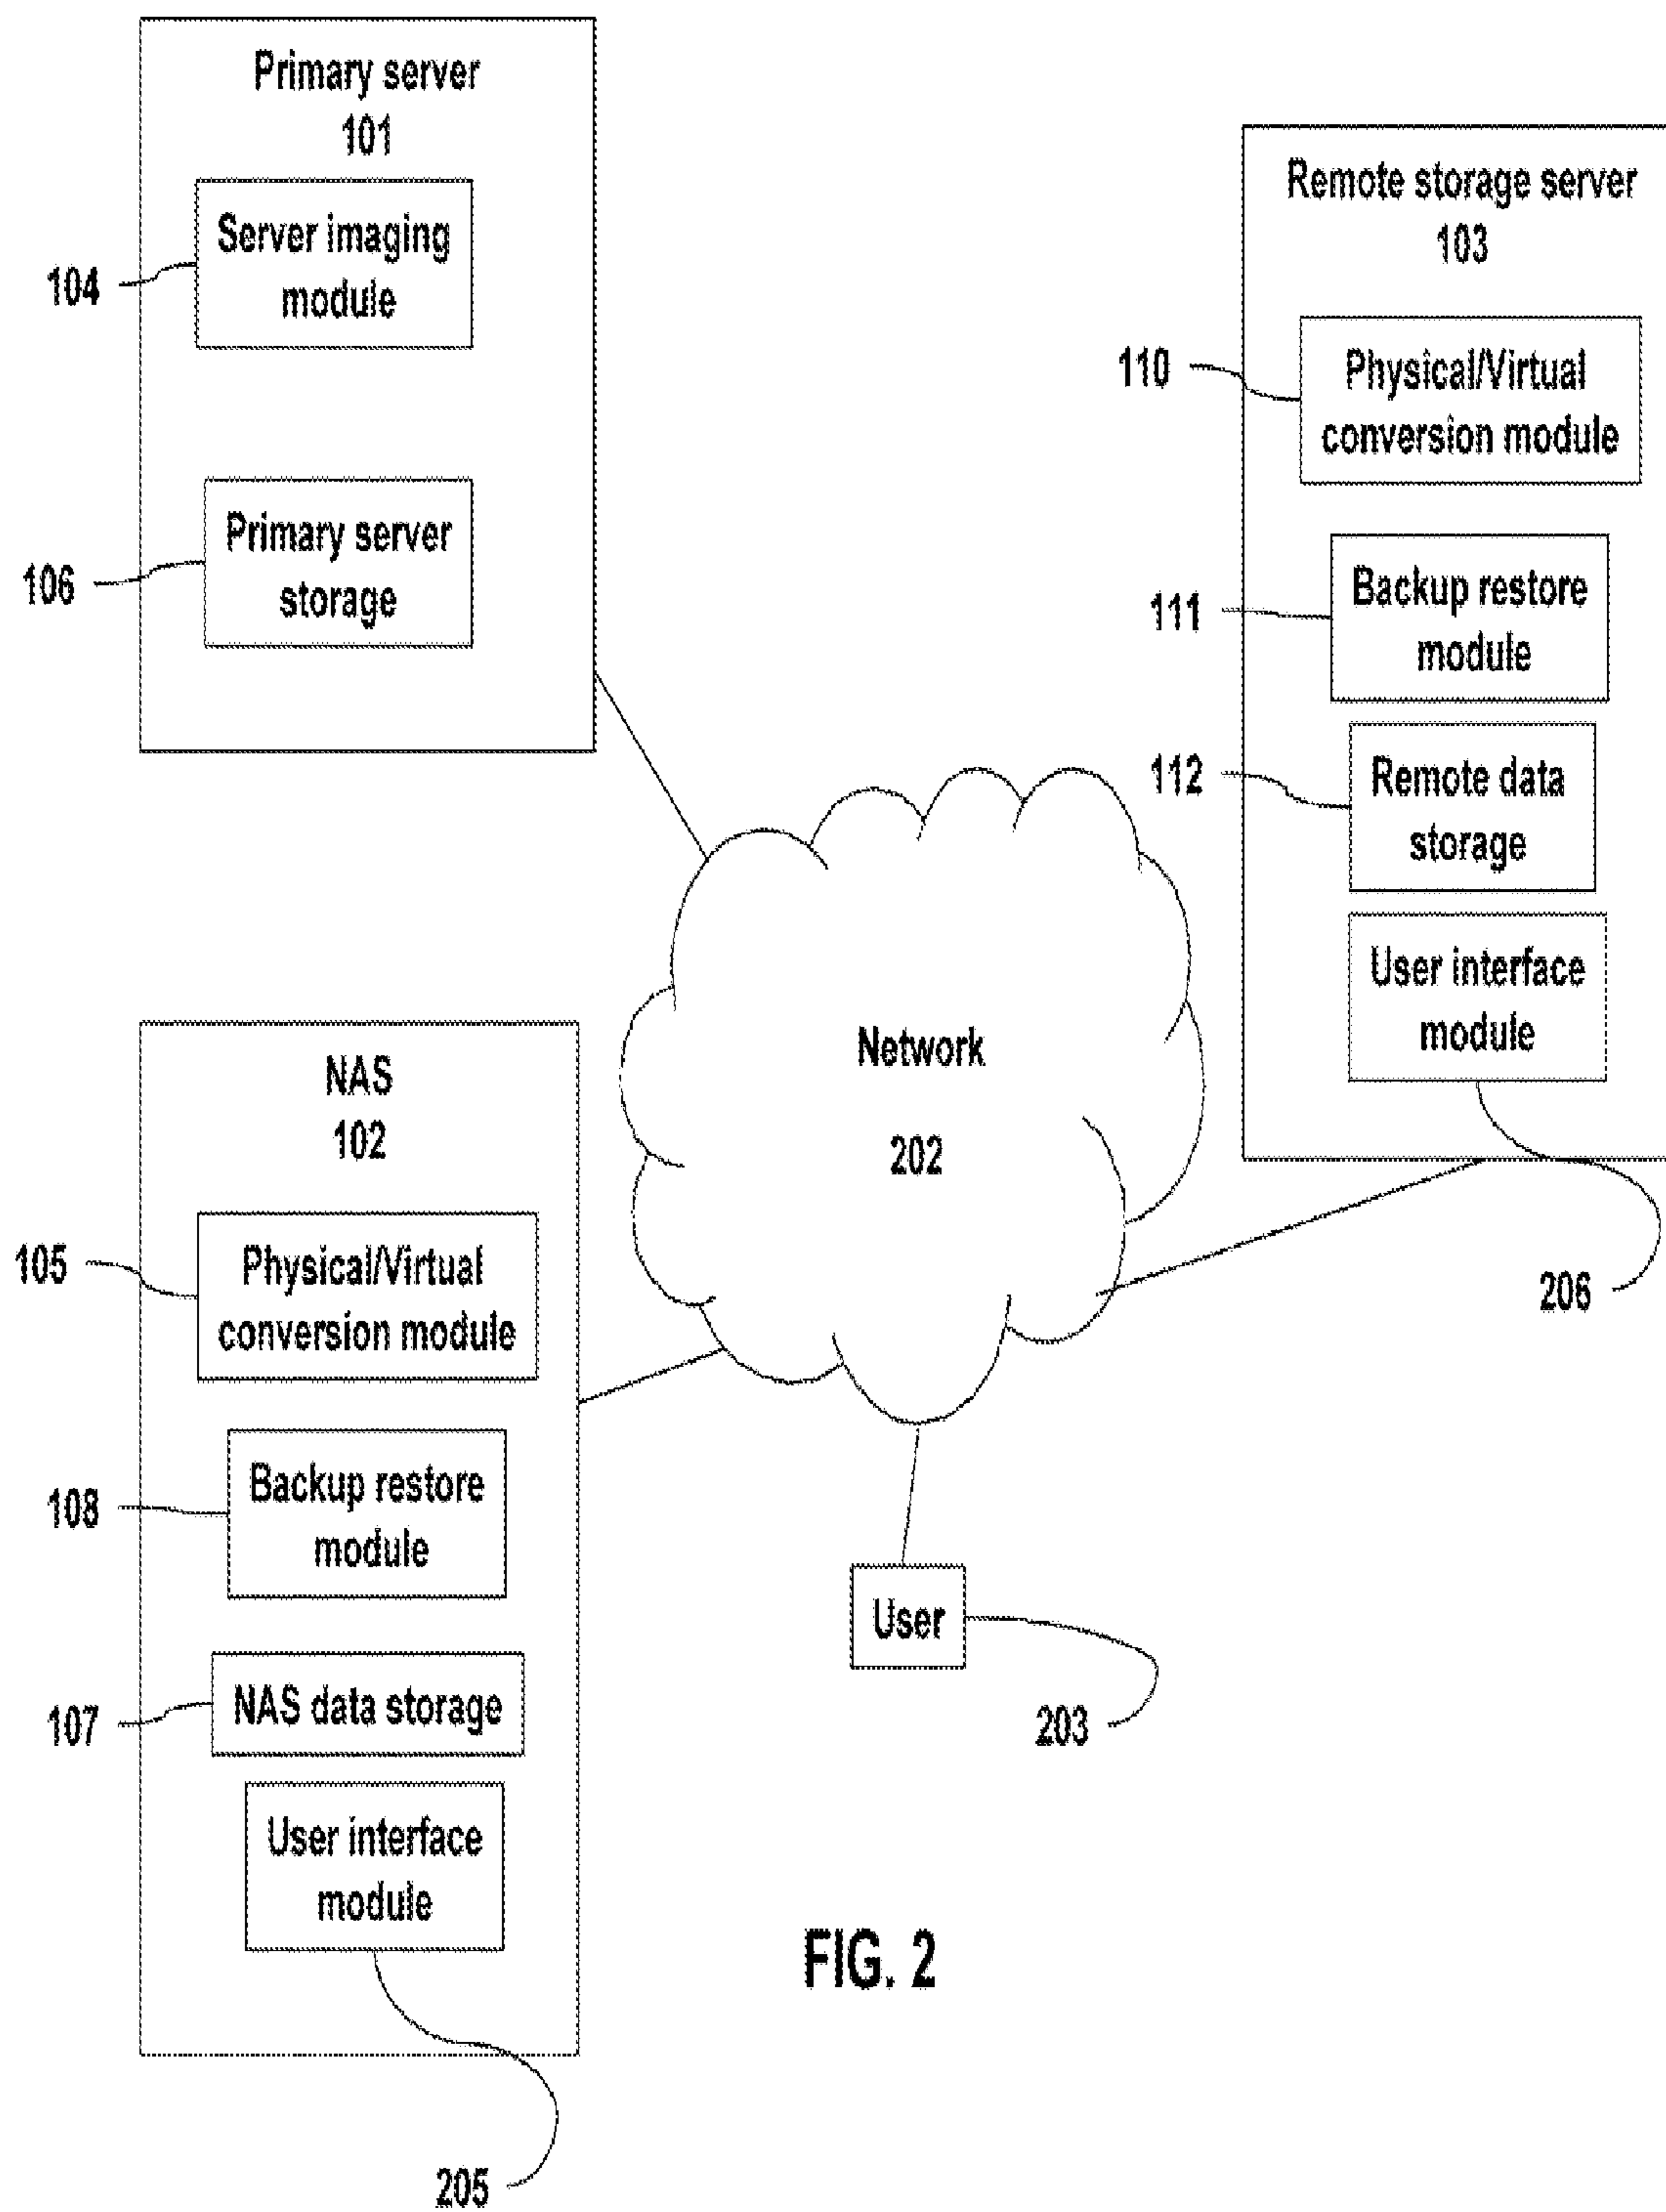 Primary server
101
Server imaging
module
104
Primary server
storage
106
Remote storage server
103
Physical/Virtual
conversion module
110
Backup restore
module
111
Remote data
storage
112
User interface
module
206
Network
202
NAS
102
Physical/Virtual
conversion module
105
Backup restore
module
108
NAS data storage
107
User interface
module
205
User
203
FIG. 2